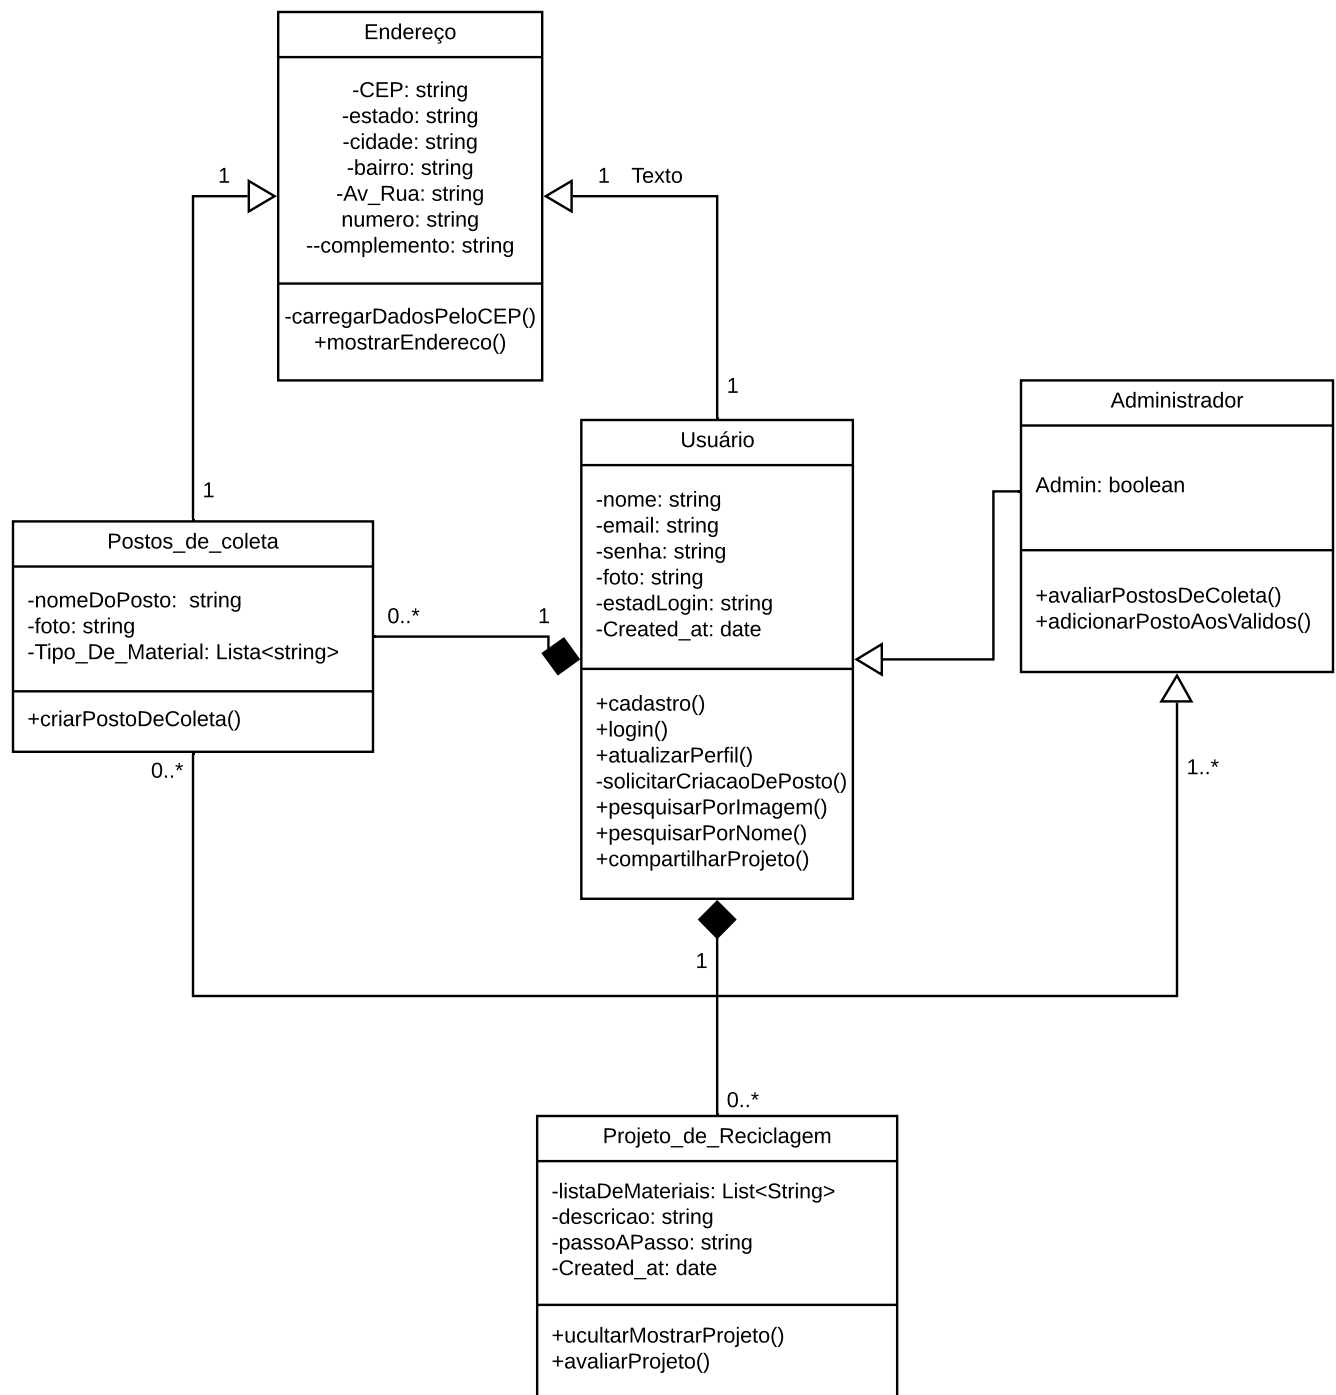 Endereço
-CEP: string
-estado: string
-cidade: string
-bairro: string
-Av_Rua: string
numero: string
--complemento: string
-carregarDadosPeloCEP()
+mostrarEndereco()
1
1 Texto
1
1
Administrador
Admin: boolean
+avaliarPostosDeColeta()
+adicionarPostoAosValidos()
1..*
Usuário
-nome: string
-email: string
-senha: string
-foto: string
-estadLogin: string
-Created_at: date
+cadastro()
+login()
+atualizarPerfil()
-solicitarCriacaoDePosto()
+pesquisarPorImagem()
+pesquisarPorNome()
+compartilharProjeto()
Postos_de_coleta
-nomeDoPosto:  string
-foto: string
-Tipo_De_Material: Lista<string>
+criarPostoDeColeta()
0..* 1
0..*
1
0..*
Projeto_de_Reciclagem
-listaDeMateriais: List<String>
-descricao: string
-passoAPasso: string
-Created_at: date
+ucultarMostrarProjeto()
+avaliarProjeto()